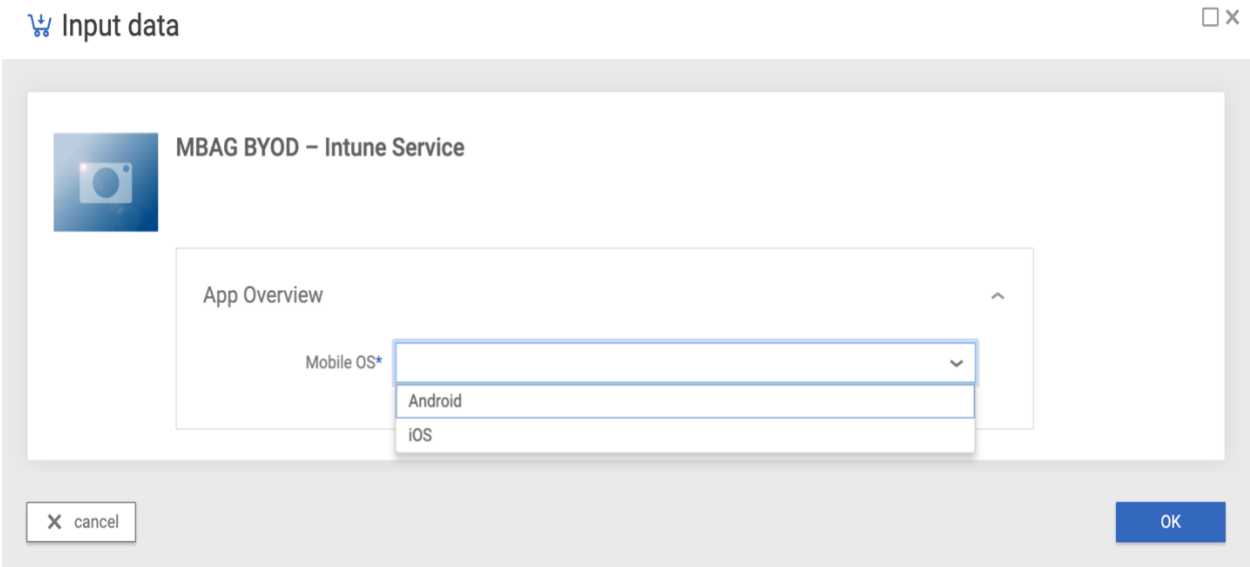 Input data
MBAG BYOD – Intune Service
App Overview
Mobile OS*
Android
iOS
cancel
OK